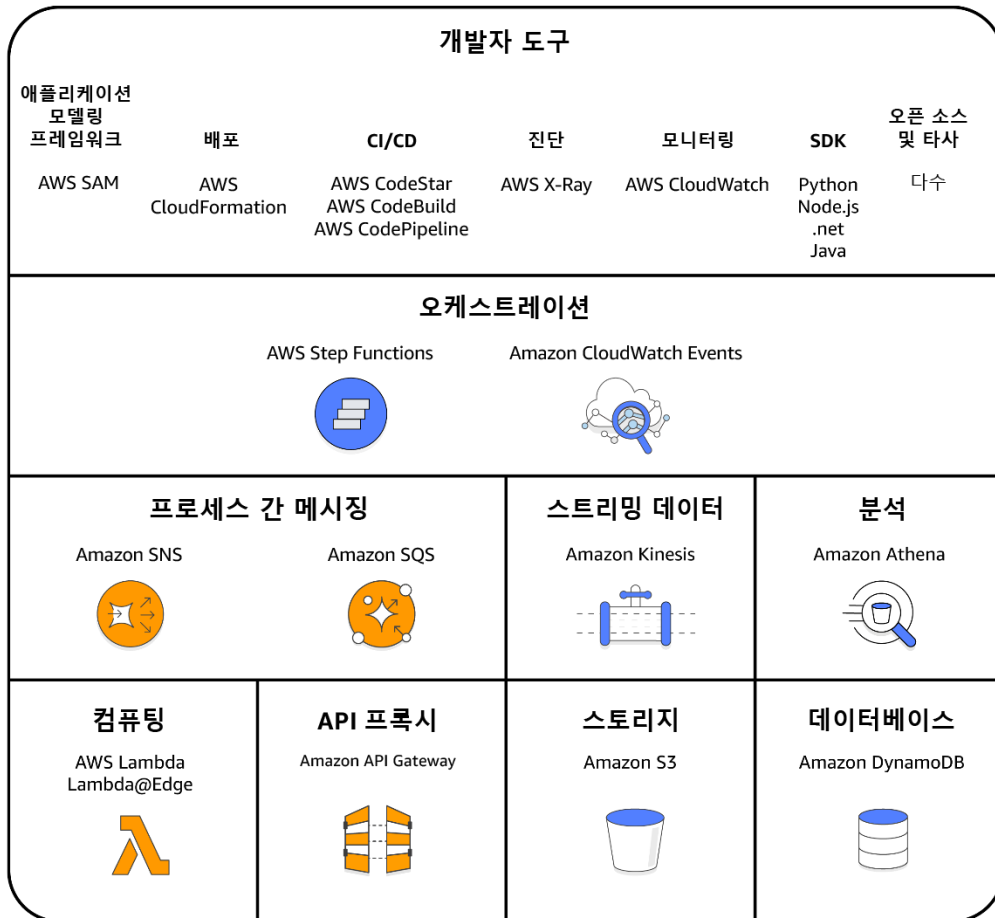 개발자 도구
애플리케이션
모델링
프레임워크
AWS SAM
배포
AWS
CloudFormation
CI/CD
AWS CodeStar
AWS CodeBuild
AWS CodePipeline
진단
AWS X-Ray
모니터링
AWS CloudWatch
SDK
Python
Node.js
.net
Java
오픈 소스
및 타사
다수
오케스트레이션
AWS Step Functions
Amazon CloudWatch Events
프로세스 간 메시징
Amazon SNS
Amazon SQS
스트리밍 데이터
Amazon Kinesis
분석
Amazon Athena
컴퓨팅
AWS Lambda
Lambda@Edge
API 프록시
Amazon API Gateway
스토리지
Amazon S3
데이터베이스
Amazon DynamoDB